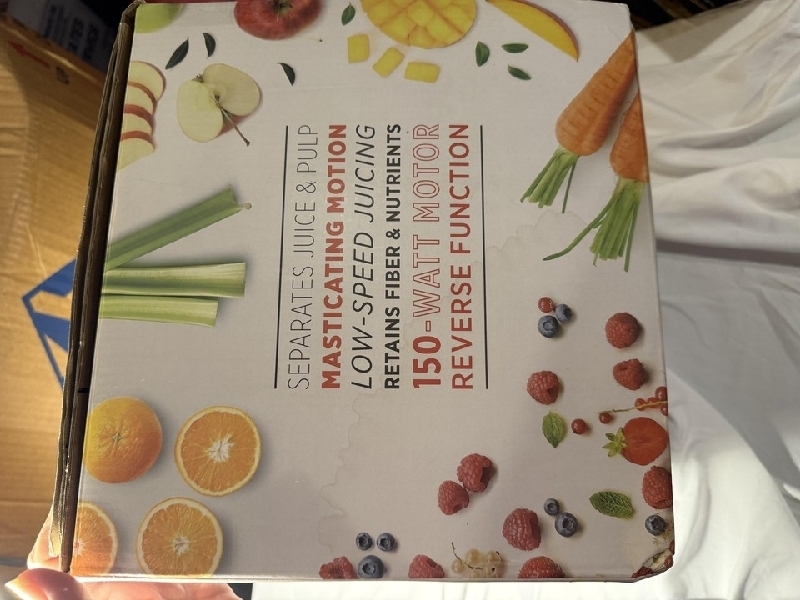 SEPARATES JUICE & PULP
MASTICATING MOTION
LOW-SPEED JUICING
RETAINS FIBER & NUTRIENTS
150-WATT MOTOR
REVERSE FUNCTION